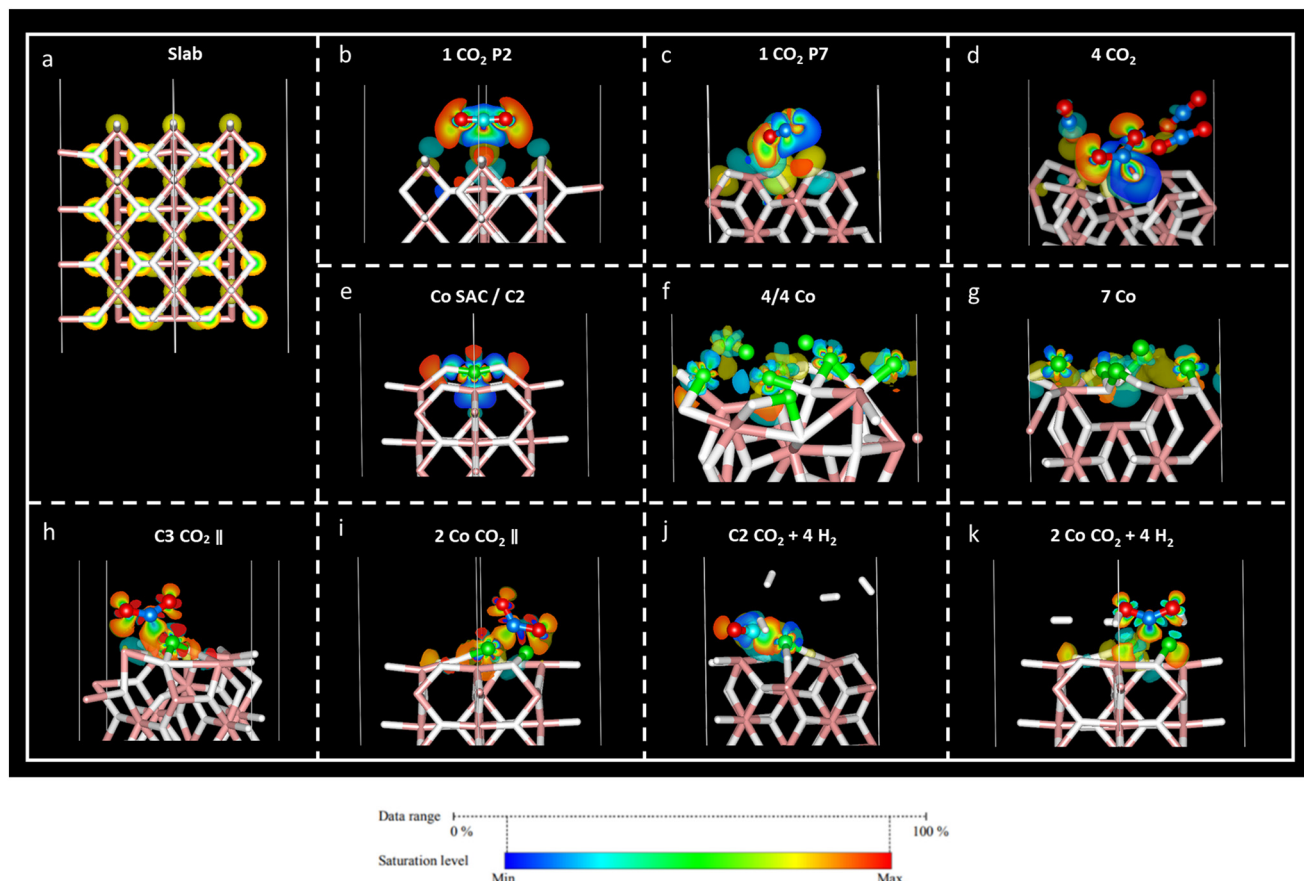 a Slab
b 1 CO₂ P2
c 1 CO₂ P7
d 4 CO₂
e Co SAC / C2
f 4/4 Co
g 7 Co
h C3 CO₂ ǁ
i 2 Co CO₂ ǁ
j C2 CO₂ + 4 H₂
k 2 Co CO₂ + 4 H₂
Data range
0 % 100 %
Saturation level
Min Max